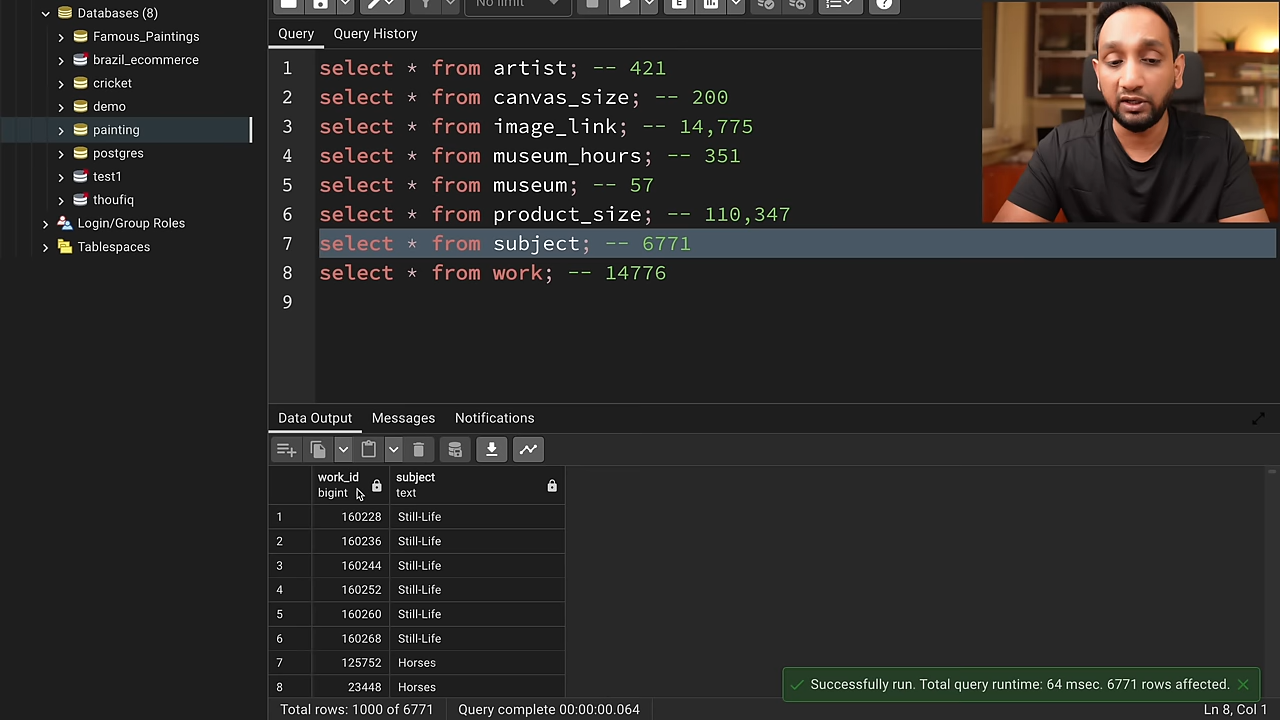 Databases (8)
Famous_Paintings
brazil_ecommerce
cricket
demo
painting
postgres
test1
thoufiq
Login/Group Roles
Tablespaces
No limit
Query
Query History
1 select * from artist; -- 421
2 select * from canvas_size; -- 200
3 select * from image_link; -- 14,775
4 select * from museum_hours; -- 351
5 select * from museum; -- 57
6 select * from product_size; -- 110,347
7 select * from subject; -- 6771
8 select * from work; -- 14776
9
Data Output
Messages
Notifications
work_id
bigint
subject
text
1 160228 Still-Life
2 160236 Still-Life
3 160244 Still-Life
4 160252 Still-Life
5 160260 Still-Life
6 160268 Still-Life
7 125752 Horses
8 23448 Horses
Successfully run. Total query runtime: 64 msec. 6771 rows affected.
Total rows: 1000 of 6771
Query complete 00:00:00.064
Ln 8, Col 1